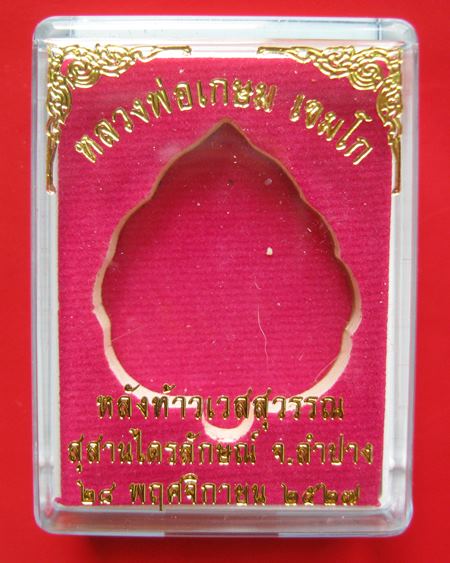 หลวงพ่อเกษม เขมโก
หลังท้าวเวสสุวรรณ
สุสานไตรลักษณ์ จ.ลำปาง
๒๘ พฤศจิกายน ๒๕๒๗